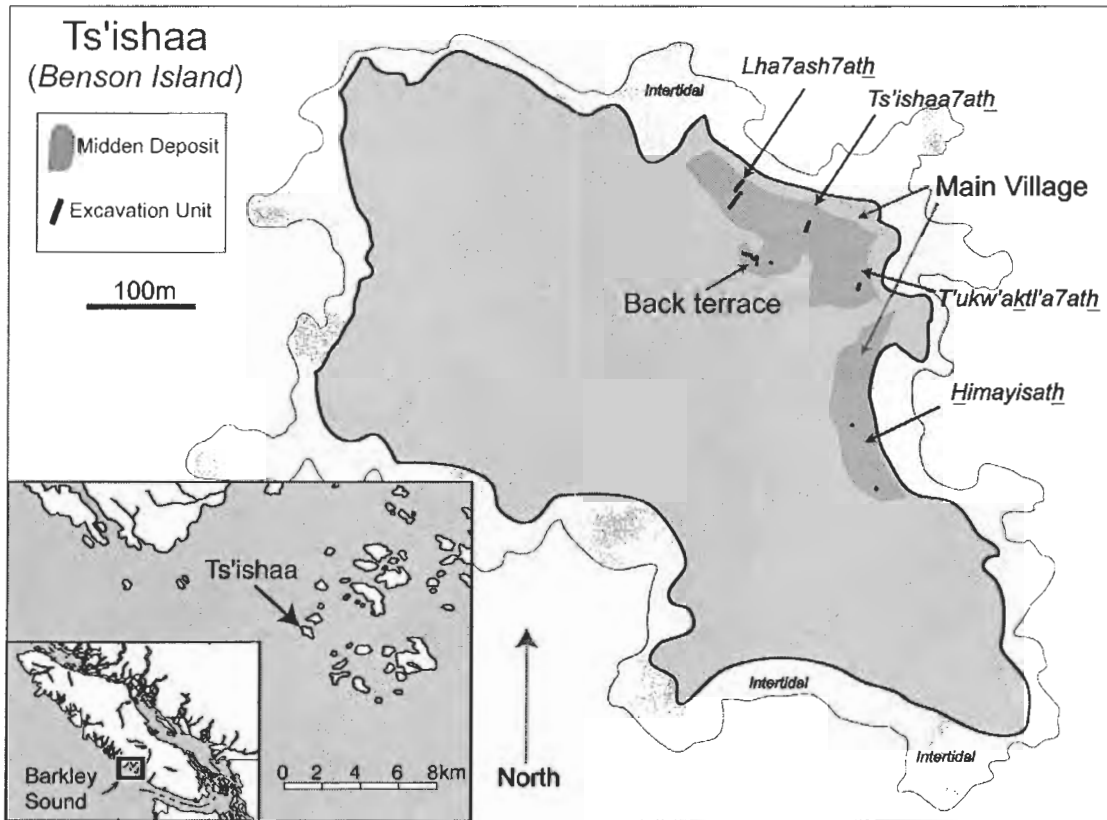 Ts'ishaa
(Benson Island)
Midden Deposit
Excavation Unit
100m
Intertidal
Lha7ash7ath
Ts'ishaa7ath
Main Village
Back terrace
T'ukw'aktl'a7ath
Himayisath
Ts'ishaa
Barkley
Sound
0 2 4 6 8km
North
Intertidal
Intertidal